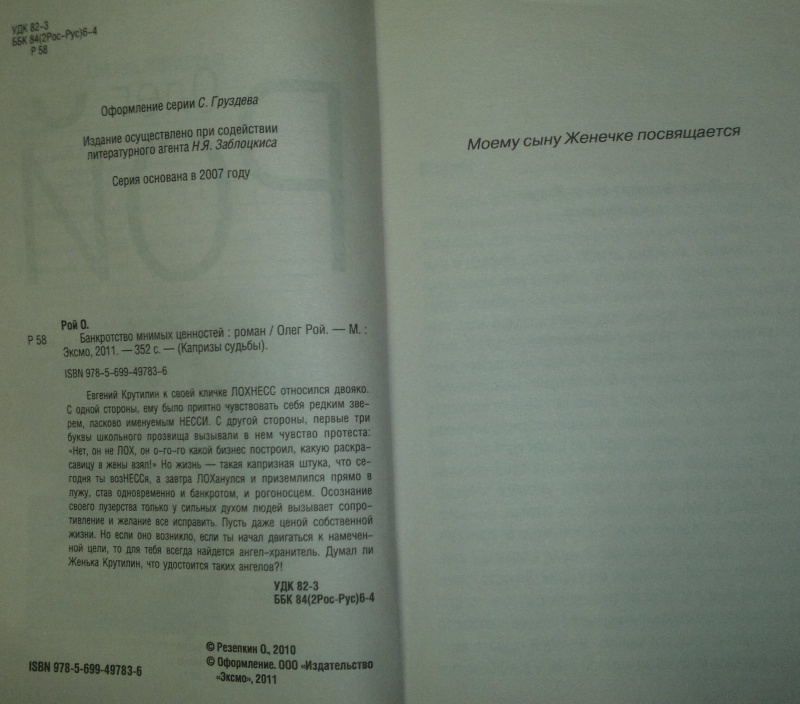 УДК 82-3
ББК 84(2Рос-Рус)6-4
Р 58
Оформление серии С. Груздева
Издание осуществлено при содействии
литературного агента Н.Я. Заблоцкиса
Серия основана в 2007 году
Рой О.
Р 58 Банкротство мнимых ценностей : роман / Олег Рой. — М. :
Эксмо, 2011. — 352 с. — (Капризы судьбы).
ISBN 978-5-699-49783-6
Евгений Крутилин к своей кличке ЛОХНЕСС относился двояко.
С одной стороны, ему было приятно чувствовать себя редким зве-
рем, ласково именуемым НЕССИ. С другой стороны, первые три
буквы школьного прозвища вызывали в нем чувство протеста:
«Нет, он не ЛОХ, он о-го-го какой бизнес построил, какую раскра-
савицу в жены взял!» Но жизнь — такая капризная штука, что се-
годня ты возНЕССя, а завтра ЛОХанулся и приземлился прямо в
лужу, став одновременно и банкротом, и рогоносцем. Осознание
своего лузерства только у сильных духом людей вызывает сопро-
тивление и желание все исправить. Пусть даже ценой собственной
жизни. Но если оно возникло, если ты начал двигаться к намечен-
ной цели, то для тебя всегда найдется ангел-хранитель. Думал ли
Женька Крутилин, что удостоится таких ангелов?!
УДК 82-3
ББК 84(2Рос-Рус)6-4
© Резепкин О., 2010
© Оформление. ООО «Издательство
«Эксмо», 2011
ISBN 978-5-699-49783-6
Моему сыну Женечке посвящается